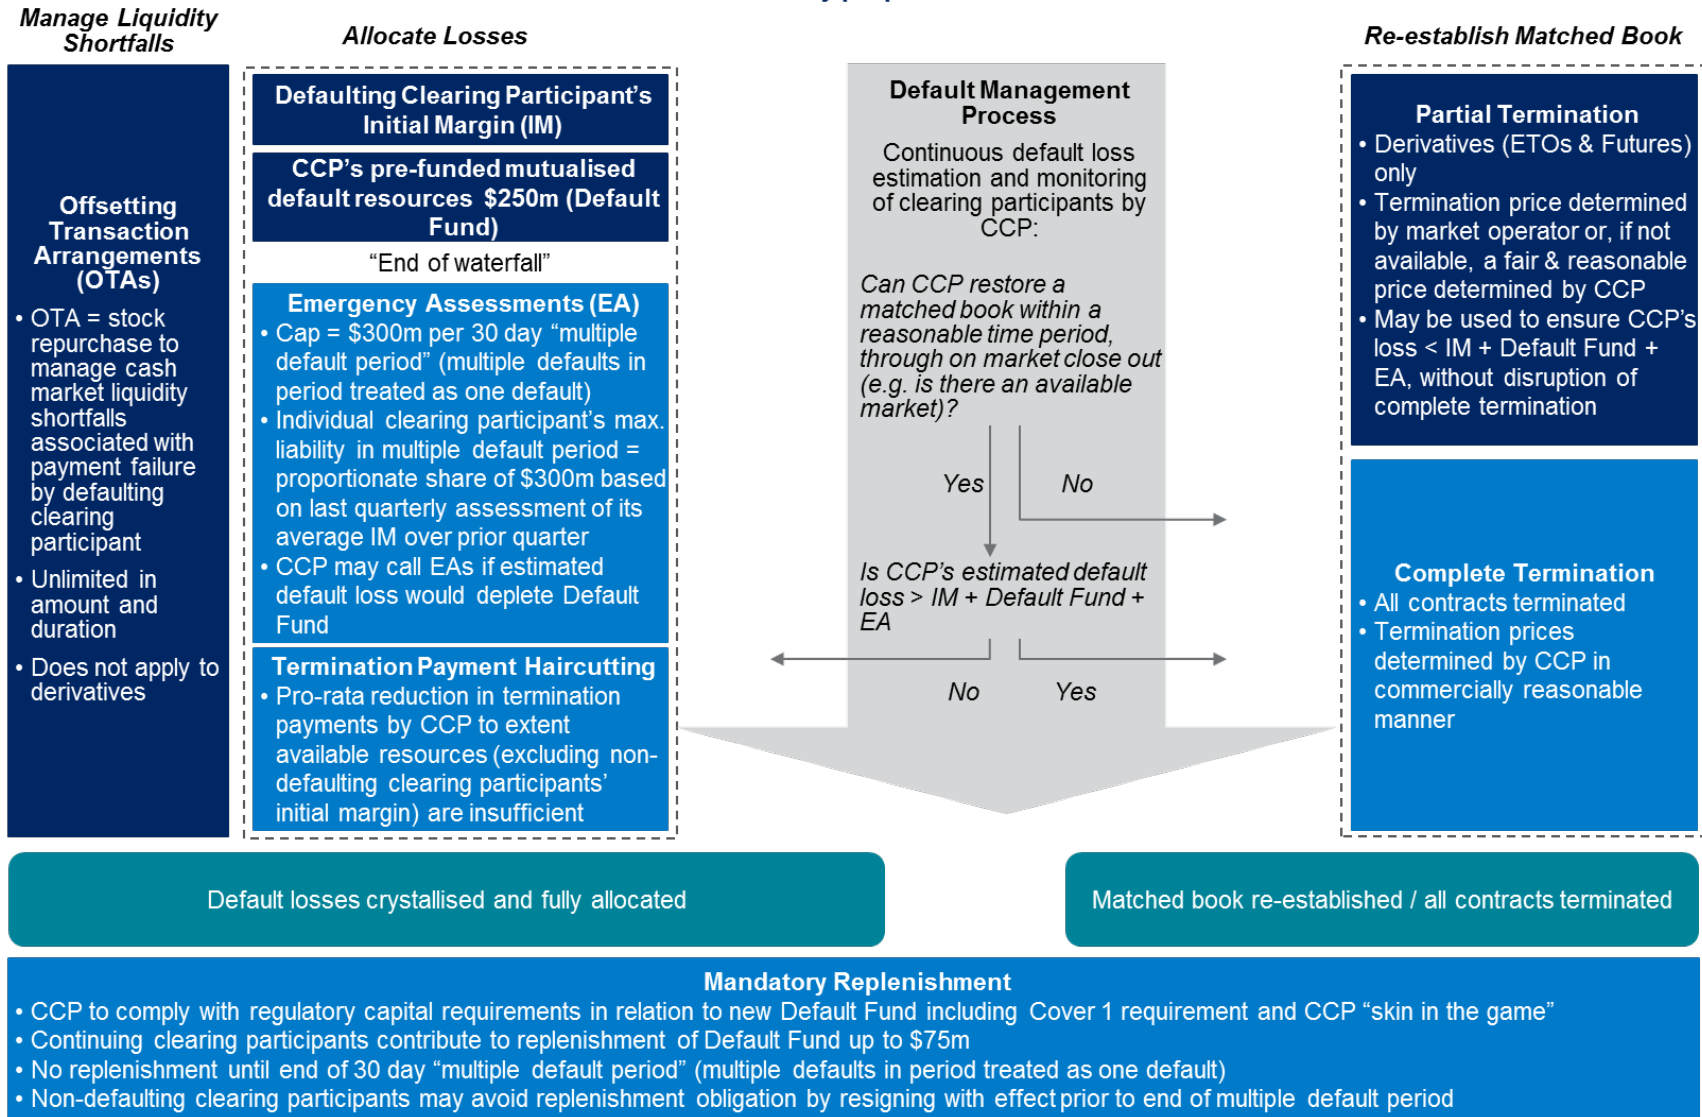 Manage Liquidity
Shortfalls
Allocate Losses
Re-establish Matched Book
Offsetting
Transaction
Arrangements
(OTAs)
• OTA = stock
repurchase to
manage cash
market liquidity
shortfalls
associated with
payment failure
by defaulting
clearing
participant
• Unlimited in
amount and
duration
• Does not apply to
derivatives
Defaulting Clearing Participant's
Initial Margin (IM)
CCP's pre-funded mutualised
default resources $250m (Default
Fund)
“End of waterfall”
Emergency Assessments (EA)
• Cap = $300m per 30 day “multiple
default period” (multiple defaults in
period treated as one default)
• Individual clearing participant's max.
liability in multiple default period =
proportionate share of $300m based
on last quarterly assessment of its
average IM over prior quarter
• CCP may call EAs if estimated
default loss would deplete Default
Fund
Termination Payment Haircutting
• Pro-rata reduction in termination
payments by CCP to extent
available resources (excluding non-
defaulting clearing participants'
initial margin) are insufficient
Default Management
Process
Continuous default loss
estimation and monitoring
of clearing participants by
CCP:
Can CCP restore a
matched book within a
reasonable time period,
through on market close out
(e.g. is there an available
market)?
Yes
No
Is CCP's estimated default
loss > IM + Default Fund +
EA
No
Yes
Partial Termination
• Derivatives (ETOs & Futures)
only
• Termination price determined
by market operator or, if not
available, a fair & reasonable
price determined by CCP
• May be used to ensure CCP's
loss < IM + Default Fund +
EA, without disruption of
complete termination
Complete Termination
• All contracts terminated
• Termination prices
determined by CCP in
commercially reasonable
manner
Default losses crystallised and fully allocated
Matched book re-established / all contracts terminated
Mandatory Replenishment
• CCP to comply with regulatory capital requirements in relation to new Default Fund including Cover 1 requirement and CCP “skin in the game”
• Continuing clearing participants contribute to replenishment of Default Fund up to $75m
• No replenishment until end of 30 day “multiple default period” (multiple defaults in period treated as one default)
• Non-defaulting clearing participants may avoid replenishment obligation by resigning with effect prior to end of multiple default period